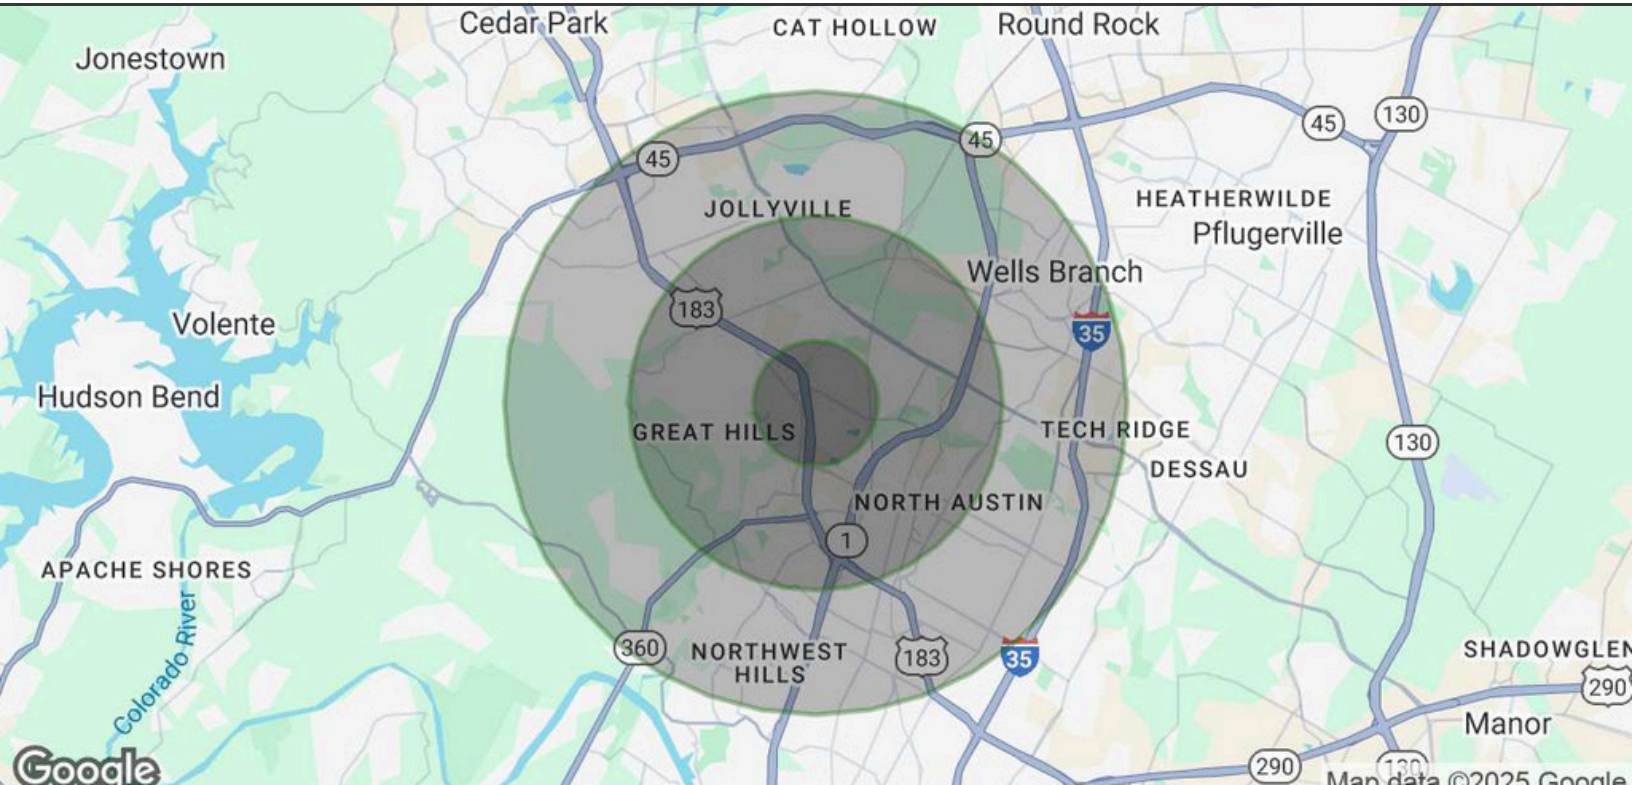 Cedar Park
CAT HOLLOW
Round Rock
Jonestown
45
130
45
45
JOLLYVILLE
HEATHERWILDE
Pflugerville
Wells Branch
183
Volente
35
Hudson Bend
GREAT HILLS
TECH RIDGE
130
DESSAU
NORTH AUSTIN
1
APACHE SHORES
Colorado River
360
NORTHWEST
HILLS
183
35
SHADOWGLEN
290
Manor
290
130
Google
Map data ©2025 Google